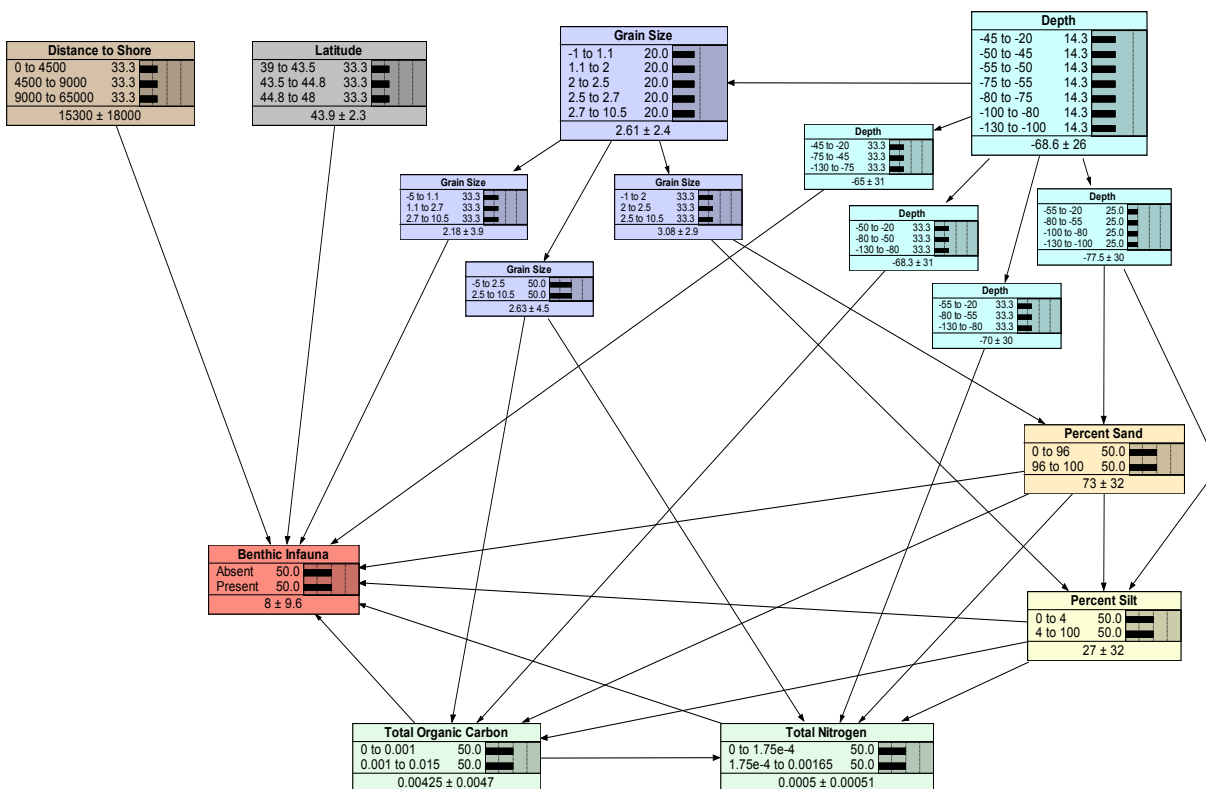 Distance to Shore
0 to 4500 33.3
4500 to 9000 33.3
9000 to 65000 33.3
15300 ± 18000
Latitude
39 to 43.5 33.3
43.5 to 44.8 33.3
44.8 to 48 33.3
43.9 ± 2.3
Grain Size
-1 to 1.1 20.0
1.1 to 2 20.0
2 to 2.5 20.0
2.5 to 2.7 20.0
2.7 to 10.5 20.0
2.61 ± 2.4
Depth
-45 to -20 14.3
-50 to -45 14.3
-55 to -50 14.3
-75 to -55 14.3
-80 to -75 14.3
-100 to -80 14.3
-130 to -100 14.3
-68.6 ± 26
Depth
-45 to -20 33.3
-75 to -45 33.3
-130 to -75 33.3
-65 ± 31
Grain Size
-5 to 1.1 33.3
1.1 to 2.7 33.3
2.7 to 10.5 33.3
2.18 ± 3.9
Grain Size
-1 to 2 33.3
2 to 2.5 33.3
2.5 to 10.5 33.3
3.08 ± 2.9
Depth
-50 to -20 33.3
-80 to -50 33.3
-130 to -80 33.3
-68.3 ± 31
Depth
-55 to -20 25.0
-80 to -55 25.0
-100 to -80 25.0
-130 to -100 25.0
-77.5 ± 30
Grain Size
-5 to 2.5 50.0
2.5 to 10.5 50.0
2.63 ± 4.5
Depth
-55 to -20 33.3
-80 to -55 33.3
-130 to -80 33.3
-70 ± 30
Percent Sand
0 to 96 50.0
96 to 100 50.0
73 ± 32
Benthic Infauna
Absent 50.0
Present 50.0
8 ± 9.6
Percent Silt
0 to 4 50.0
4 to 100 50.0
27 ± 32
Total Organic Carbon
0 to 0.001 50.0
0.001 to 0.015 50.0
0.00425 ± 0.0047
Total Nitrogen
0 to 1.75e-4 50.0
1.75e-4 to 0.00165 50.0
0.0005 ± 0.00051